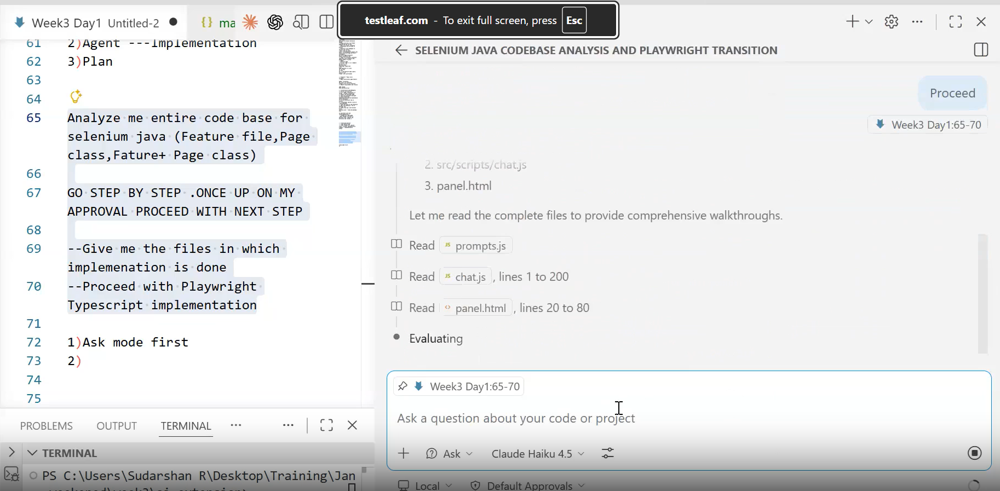 Week3 Day1 Untitled-2
{} ma
testleaf.com - To exit full screen, press Esc
61 2)Agent ---Implementation
62 3)Plan
63
64
65 Analyze me entire code base for
selenium java (Feature file,Page
class,Fature+ Page class)
66
67 GO STEP BY STEP .ONCE UP ON MY
APPROVAL PROCEED WITH NEXT STEP
68
69 --Give me the files in which
implemenation is done
70 --Proceed with Playwright
Typescript implementation
71
72 1)Ask mode first
73 2)
74
75
PROBLEMS OUTPUT TERMINAL
TERMINAL
PS C:\Users\Sudarshan R\Desktop\Training\Jan
SELENIUM JAVA CODEBASE ANALYSIS AND PLAYWRIGHT TRANSITION
Proceed
Week3 Day1:65-70
2. src/scripts/chat.js
3. panel.html
Let me read the complete files to provide comprehensive walkthroughs.
Read JS prompts.js
Read JS chat.js, lines 1 to 200
Read <> panel.html, lines 20 to 80
Evaluating
Week3 Day1:65-70
Ask a question about your code or project
Ask Claude Haiku 4.5
Local Default Approvals